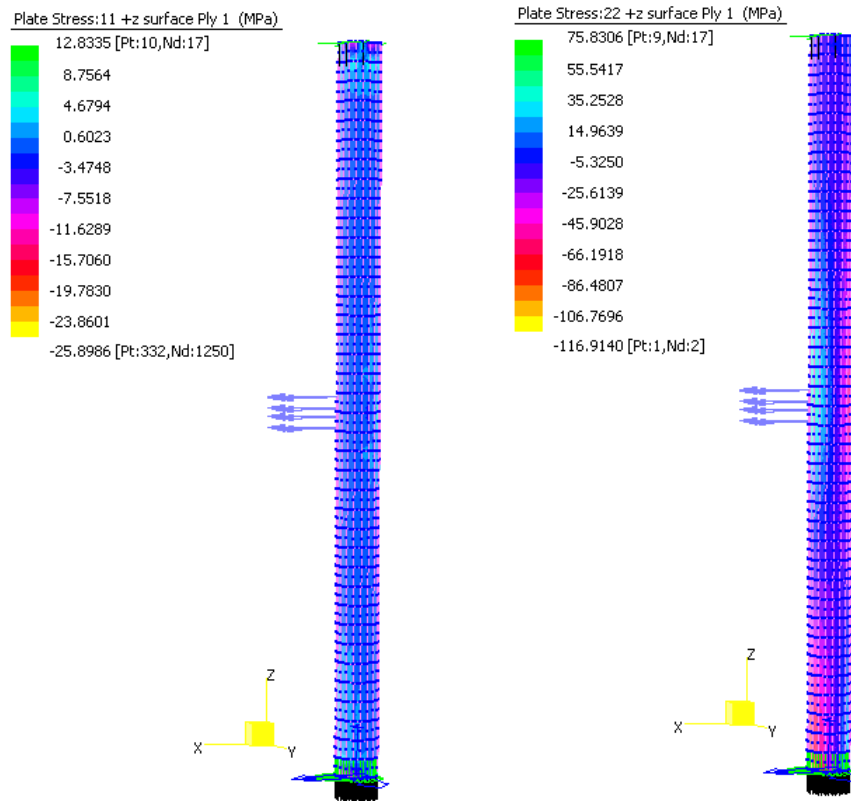 Plate Stress:11 +z surface Ply 1 (MPa)
12.8335 [Pt:10,Nd:17]
8.7564
4.6794
0.6023
-3.4748
-7.5518
-11.6289
-15.7060
-19.7830
-23.8601
-25.8986 [Pt:332,Nd:1250]
Z
X
Y
Plate Stress:22 +z surface Ply 1 (MPa)
75.8306 [Pt:9,Nd:17]
55.5417
35.2528
14.9639
-5.3250
-25.6139
-45.9028
-66.1918
-86.4807
-106.7696
-116.9140 [Pt:1,Nd:2]
Z
X
Y